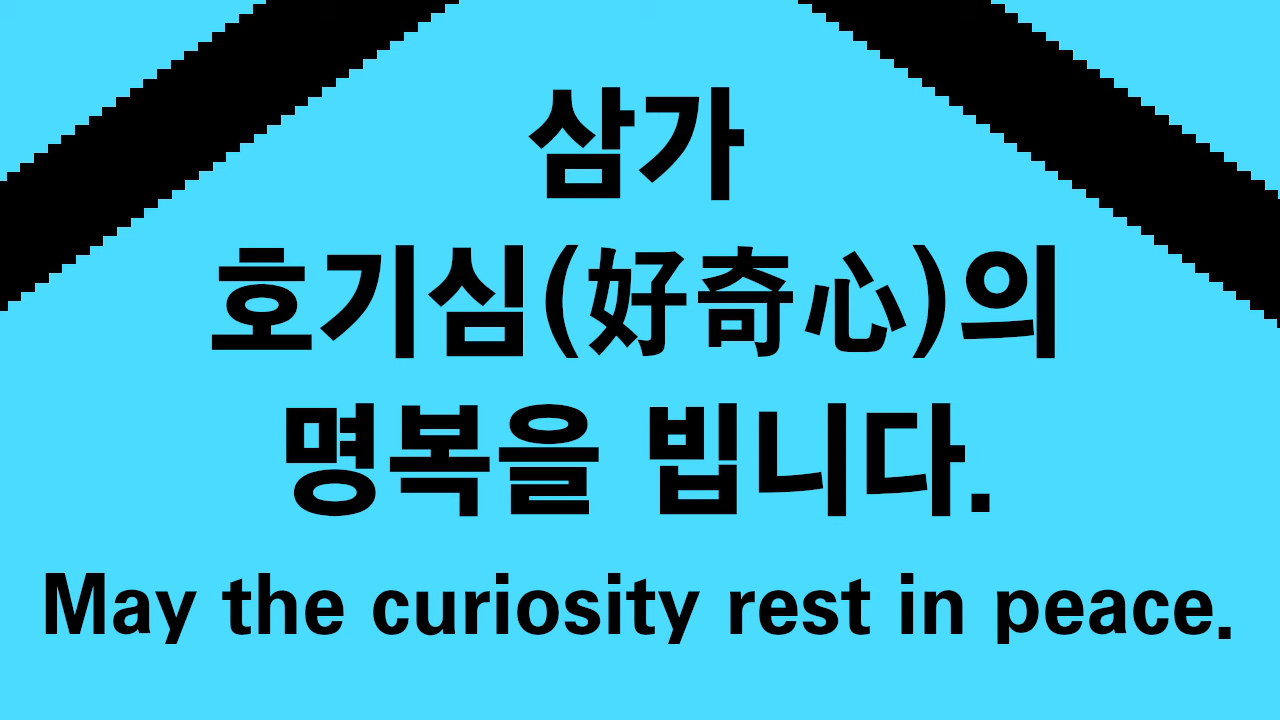 삼가
호기심(好奇心)의
명복을 빕니다.
May the curiosity rest in peace.